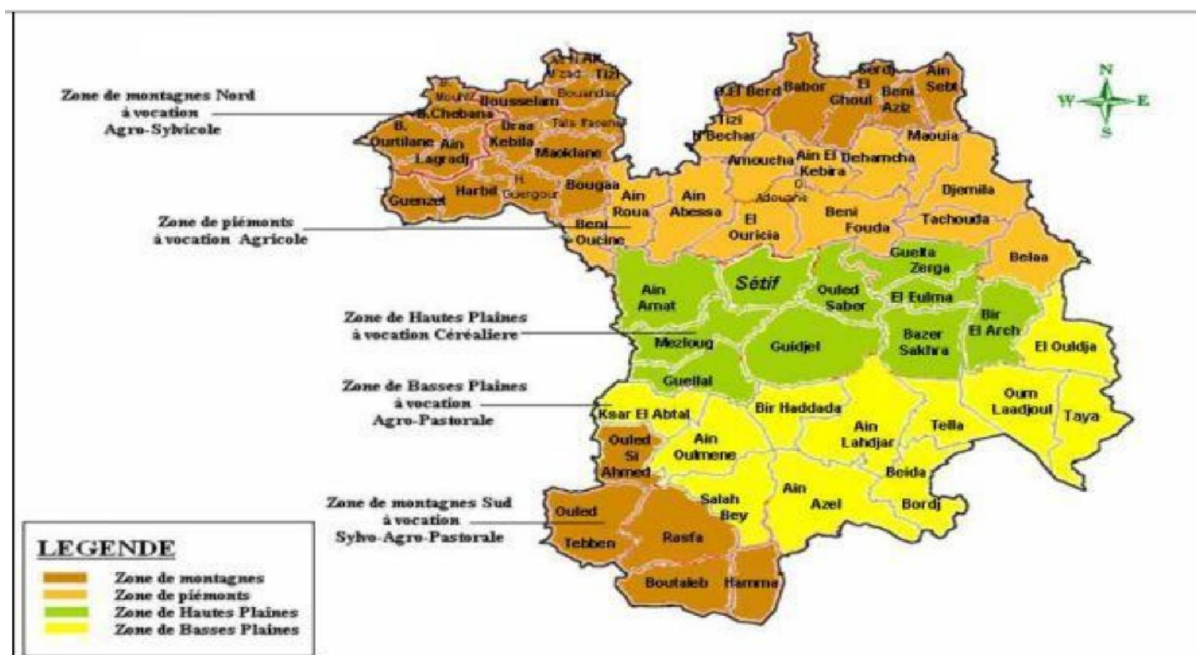 Zone de montagnes Nord
à vocation
Agro-Sylvicole
Zone de piémonts
à vocation Agricole
Zone de Hautes Plaines
à vocation Céréaliere
Zone de Basses Plaines
à vocation
Agro-Pastorale
Zone de montagnes Sud
à vocation
Sylvo-Agro-Pastorale
N
W E
S
Tizi
Bouandas
Bousselam
B.Chebana
Tala Ifacene
Draa
Kebila
B.
Ourtilane
Ain
Lagradj
Maoklane
Guenzet
Harbil
H.
Guergour
Bougaa
Beni
Oucine
O.El Berd
Babor
Serdj
El
Ghoul
Beni
Aziz
Ain
Sebt
Tizi
N'Bechar
Maouia
Amoucha
Ain El
Kebira
Dehamcha
Djemila
Ain
Roua
Ain
Abessa
O.
Adouane
El
Ouricia
Beni
Fouda
Tachouda
Belaa
Guelta
Zerga
Ain
Arnat
Sétif
Ouled
Saber
El Eulma
Bir
El Arch
Mezloug
Guidjel
Bazer
Sakhra
El Ouldja
Guellal
Ksar El Abtal
Bir Haddada
Oum
Laadjoul
Taya
Ouled
Si
Ahmed
Ain
Oulmene
Ain
Lahdjar
Tella
Beida
Bordj
Salah
Bey
Ain
Azel
Ouled
Tebben
Rasfa
Boutaleb
Hamma
LEGENDE
Zone de montagnes
Zone de piémonts
Zone de Hautes Plaines
Zone de Basses Plaines